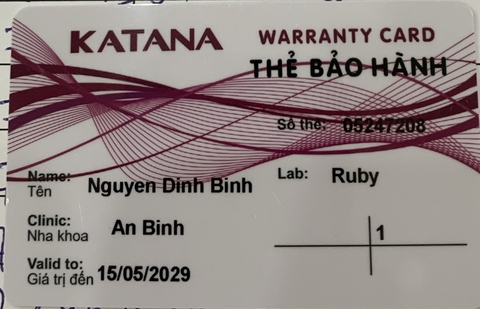 KATANA
WARRANTY CARD
THẺ BẢO HÀNH
Số thẻ: 05247208
Name:
Tên Nguyen Dinh Binh
Lab: Ruby
Clinic:
Nha khoa An Binh
1
Valid to:
Giá trị đến 15/05/2029